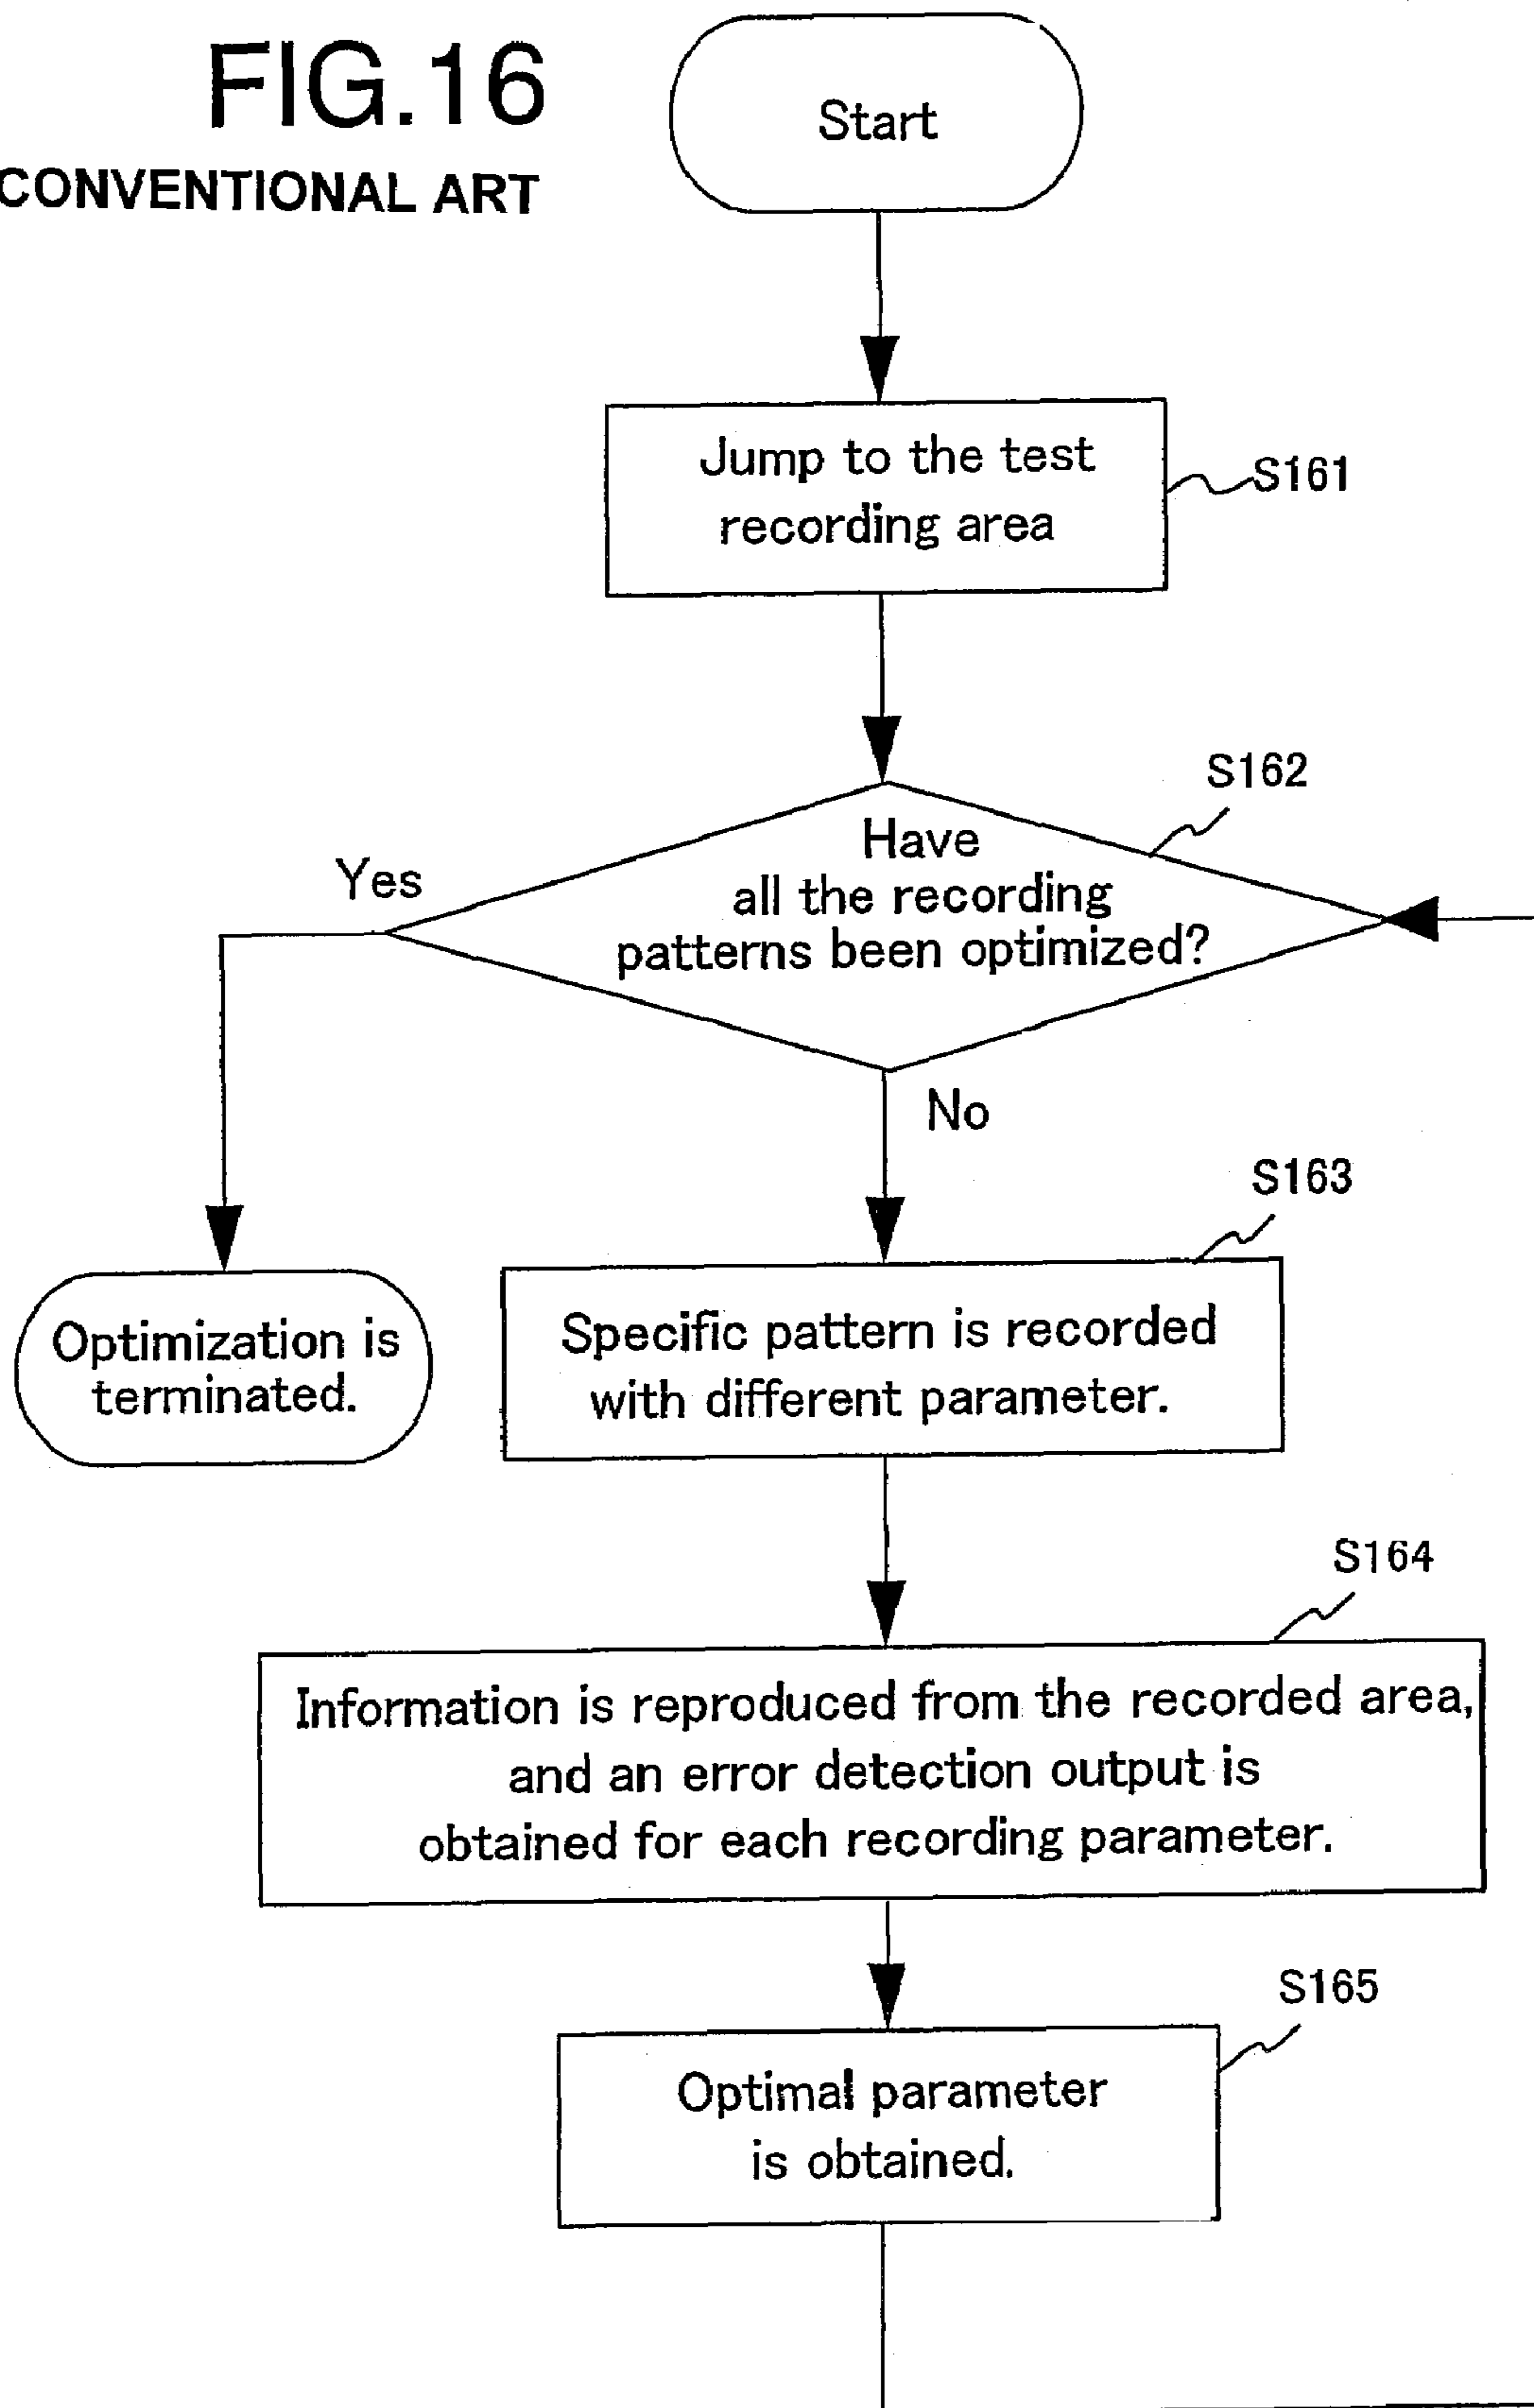 FIG.16
CONVENTIONAL ART
Start
Jump to the test
recording area
S161
S162
Have
all the recording
patterns been optimized?
Yes
No
Optimization is
terminated.
S163
Specific pattern is recorded
with different parameter.
S164
Information is reproduced from the recorded area,
and an error detection output is
obtained for each recording parameter.
S165
Optimal parameter
is obtained.